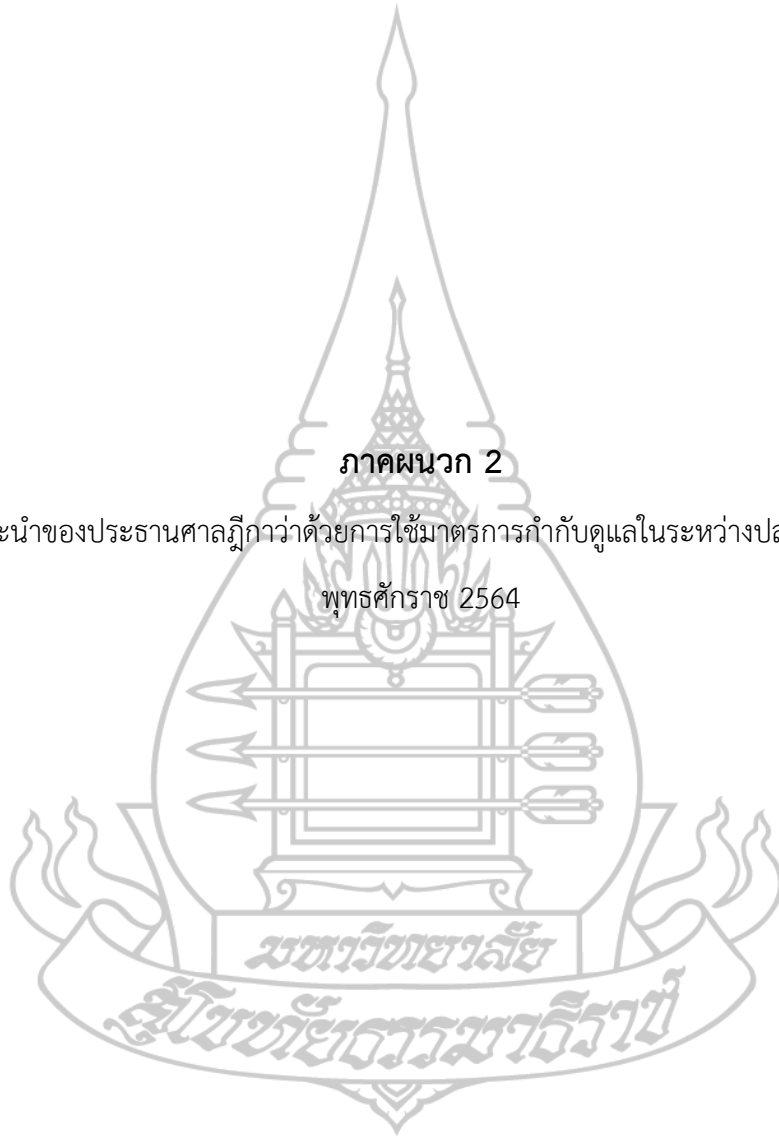 ภาคผนวก 2
ะนำของประธานศาลฎีกาว่าด้วยการใช้มาตรการกำกับดูแลในระหว่างปล
พุทธศักราช 2564
มหาวิทยาลัย
สุโขทัยธรรมาธิราช